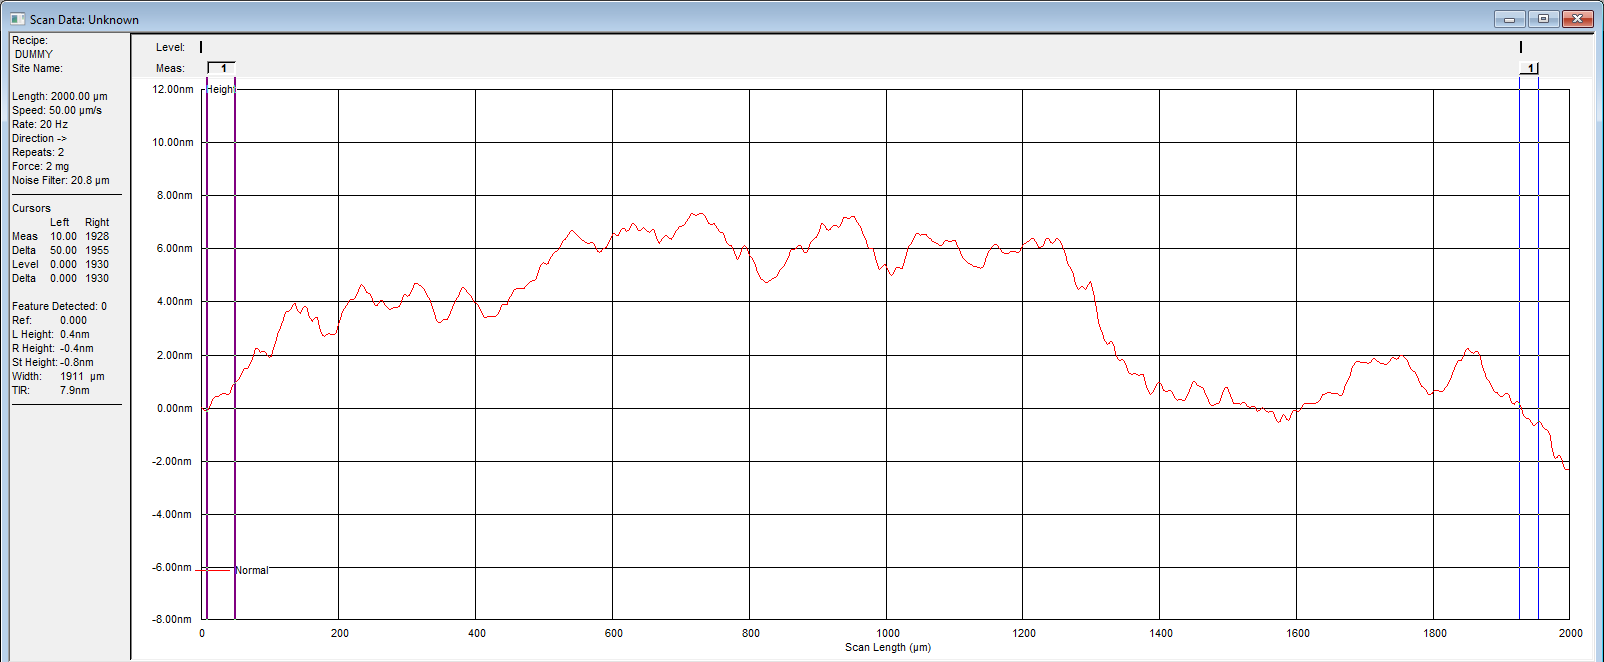 Scan Data: Unknown
Recipe:
DUMMY
Site Name:
Length: 2000.00 µm
Speed: 50.00 µm/s
Rate: 20 Hz
Direction ->
Repeats: 2
Force: 2 mg
Noise Filter: 20.8 µm
Cursors
Left Right
Meas 10.00 1928
Delta 50.00 1955
Level 0.000 1930
Delta 0.000 1930
Feature Detected: 0
Ref: 0.000
L Height: 0.4nm
R Height: -0.4nm
St Height: -0.8nm
Width: 1911 µm
TIR: 7.9nm
Level:
Meas: 1 1
Height
12.00nm
10.00nm
8.00nm
6.00nm
4.00nm
2.00nm
0.00nm
-2.00nm
-4.00nm
-6.00nm
-8.00nm
Normal
0 200 400 600 800 1000 1200 1400 1600 1800 2000
Scan Length (µm)